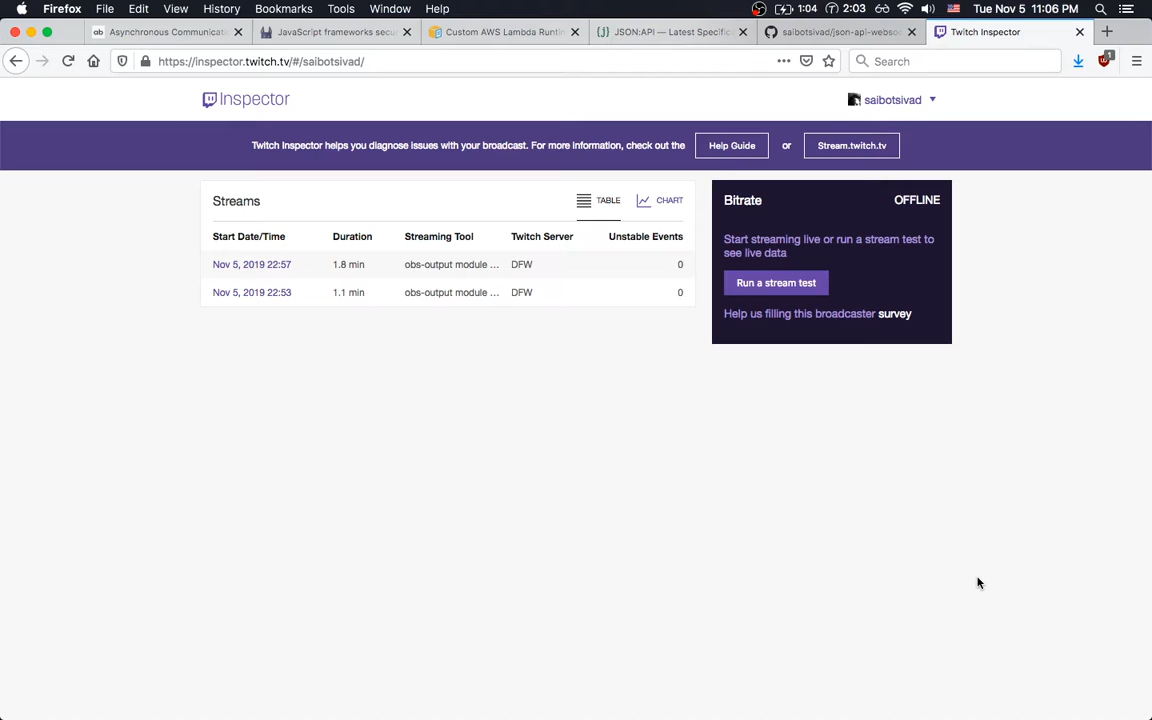 Firefox File Edit View History Bookmarks Tools Window Help 1:04 2:03 Tue Nov 5 11:06 PM
ab Asynchronous Communicati JavaScript frameworks secu Custom AWS Lambda Runtin {} JSON:API — Latest Specific saibotsivad/json-api-websoc Twitch Inspector
https://inspector.twitch.tv/#/saibotsivad/ Search 1
Inspector saibotsivad
Twitch Inspector helps you diagnose issues with your broadcast. For more information, check out the Help Guide or Stream.twitch.tv
Streams TABLE CHART
Start Date/Time Duration Streaming Tool Twitch Server Unstable Events
Nov 5, 2019 22:57 1.8 min obs-output module ... DFW 0
Nov 5, 2019 22:53 1.1 min obs-output module ... DFW 0
Bitrate OFFLINE
Start streaming live or run a stream test to
see live data
Run a stream test
Help us filling this broadcaster survey